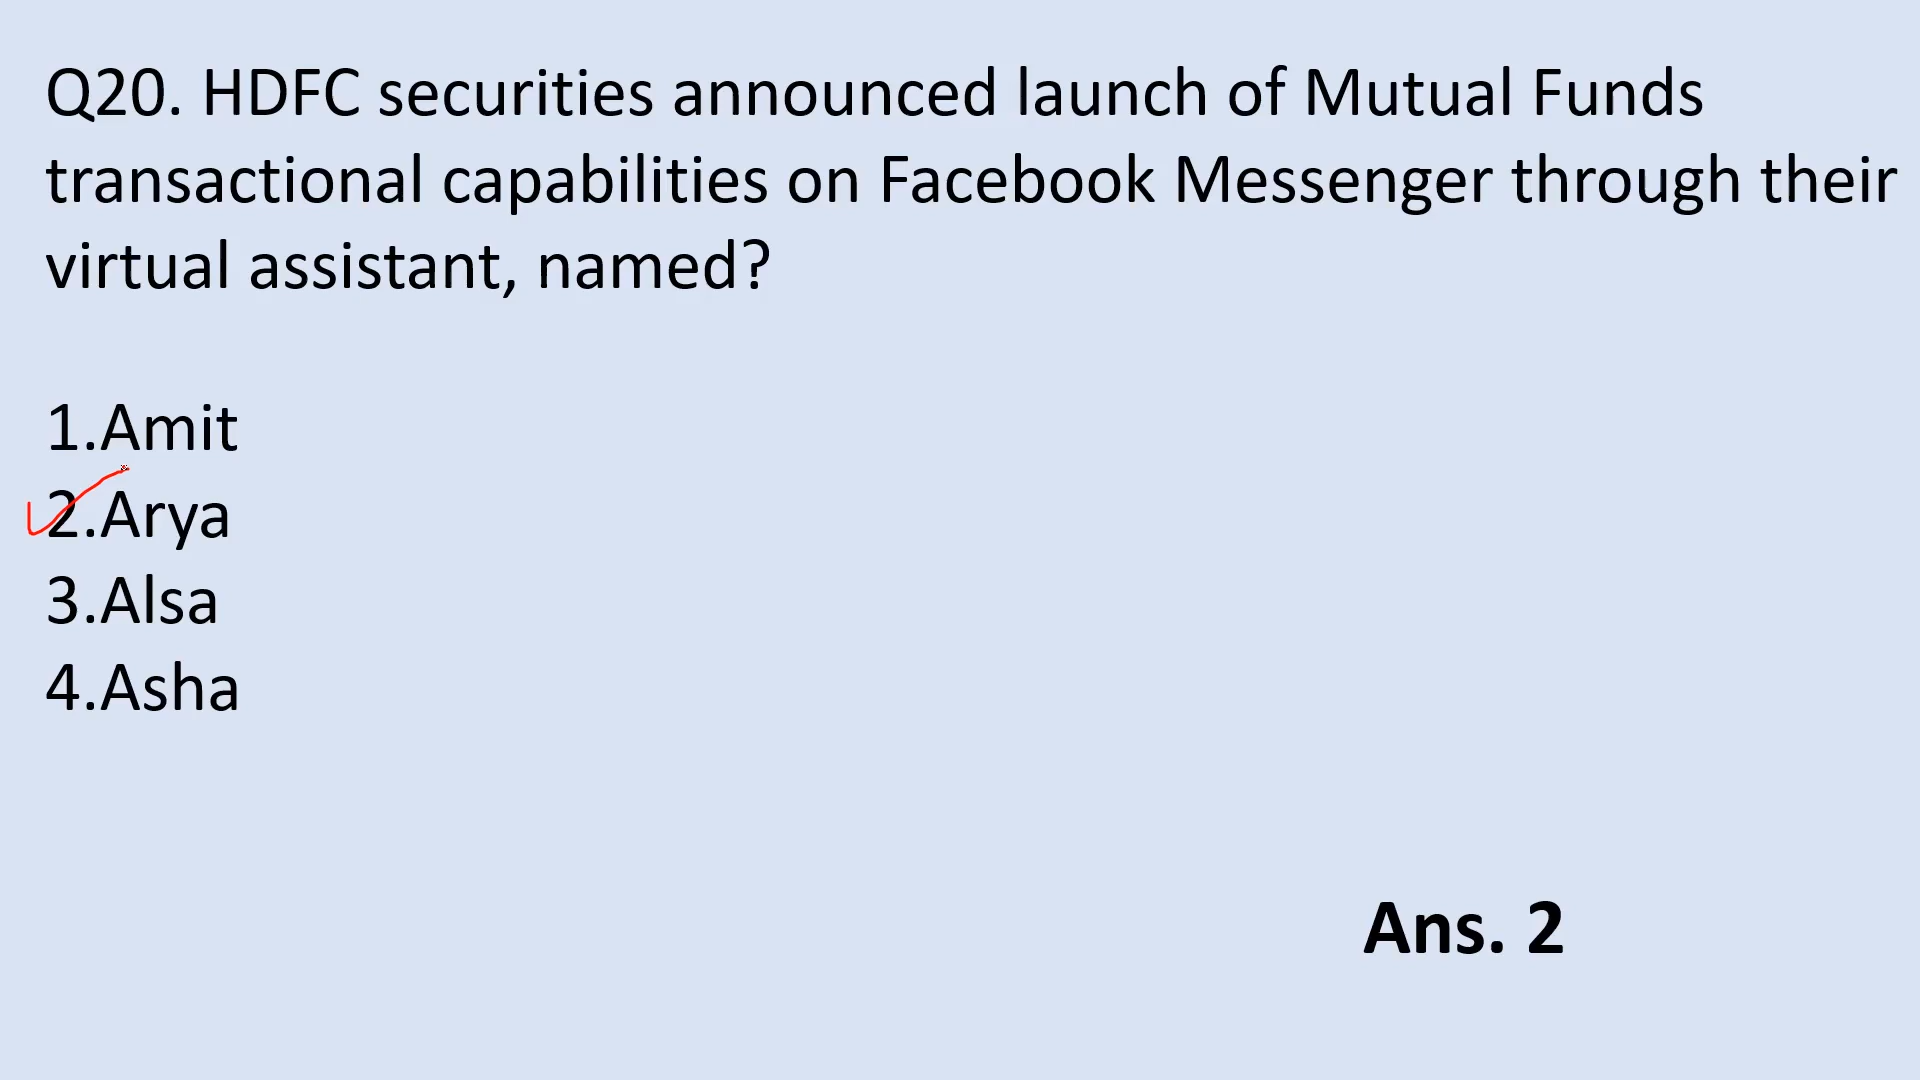 Q20. HDFC securities announced launch of Mutual Funds
transactional capabilities on Facebook Messenger through their
virtual assistant, named?
1.Amit
2.Arya
3.Alsa
4.Asha
Ans. 2